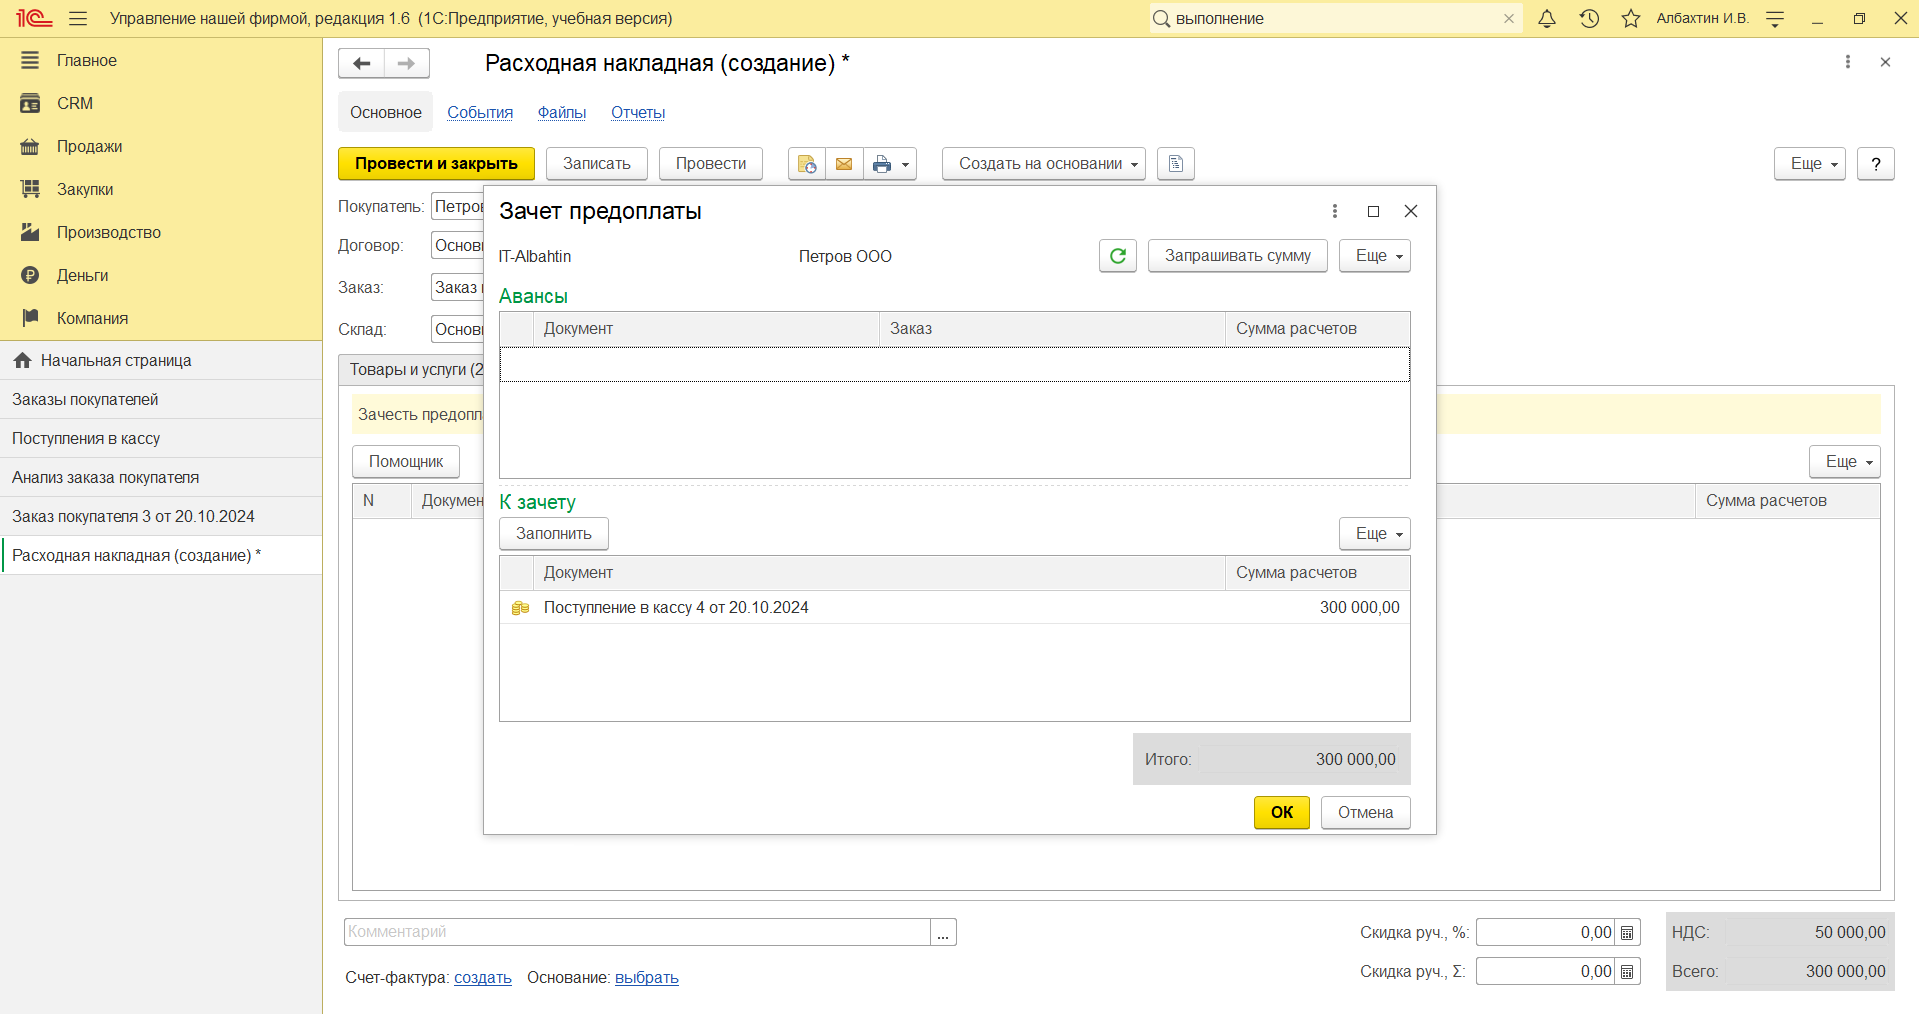 1С Управление нашей фирмой, редакция 1.6 (1С:Предприятие, учебная версия) выполнение Албахтин И.В.
Главное
CRM
Продажи
Закупки
Производство
Деньги
Компания
Начальная страница
Заказы покупателей
Поступления в кассу
Анализ заказа покупателя
Заказ покупателя 3 от 20.10.2024
Расходная накладная (создание) *
Расходная накладная (создание) *
Основное События Файлы Отчеты
Провести и закрыть Записать Провести Создать на основании Еще ?
Покупатель: Петров
Договор:
Заказ: Заказ
Склад:
Товары и услуги (2
Зачесть
Помощник Еще
N Сумма расчетов
Зачет предоплаты
IT-Albahtin Петров ООО Запрашивать сумму Еще
Авансы
Документ Заказ Сумма расчетов
К зачету
Заполнить Еще
Документ Сумма расчетов
Поступление в кассу 4 от 20.10.2024 300 000,00
Итого: 300 000,00
ОК Отмена
Комментарий ...
Скидка руч., %: 0,00 НДС: 50 000,00
Счет-фактура: создать Основание: выбрать
Скидка руч., Σ: 0,00 Всего: 300 000,00